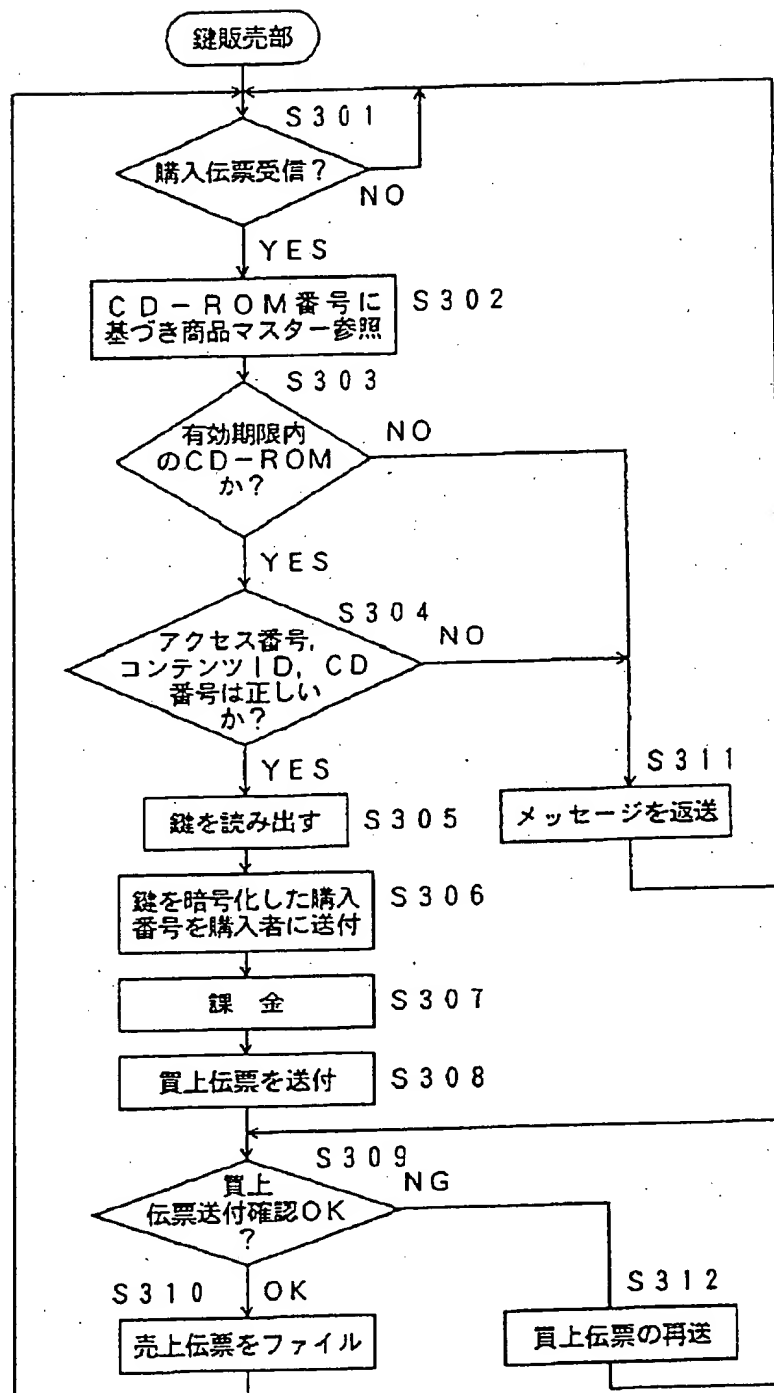 鍵販売部
S301
購入伝票受信?
NO
YES
CD-ROM番号に
基づき商品マスター参照
S302
S303
有効期限内
のCD-ROM
か?
NO
YES
S304
アクセス番号,
コンテンツID, CD
番号は正しい
か?
NO
YES
S311
鍵を読み出す
S305
メッセージを返送
鍵を暗号化した購入
番号を購入者に送付
S306
課 金
S307
買上伝票を送付
S308
S309
買上
伝票送付確認OK
?
NG
S310
OK
S312
売上伝票をファイル
買上伝票の再送